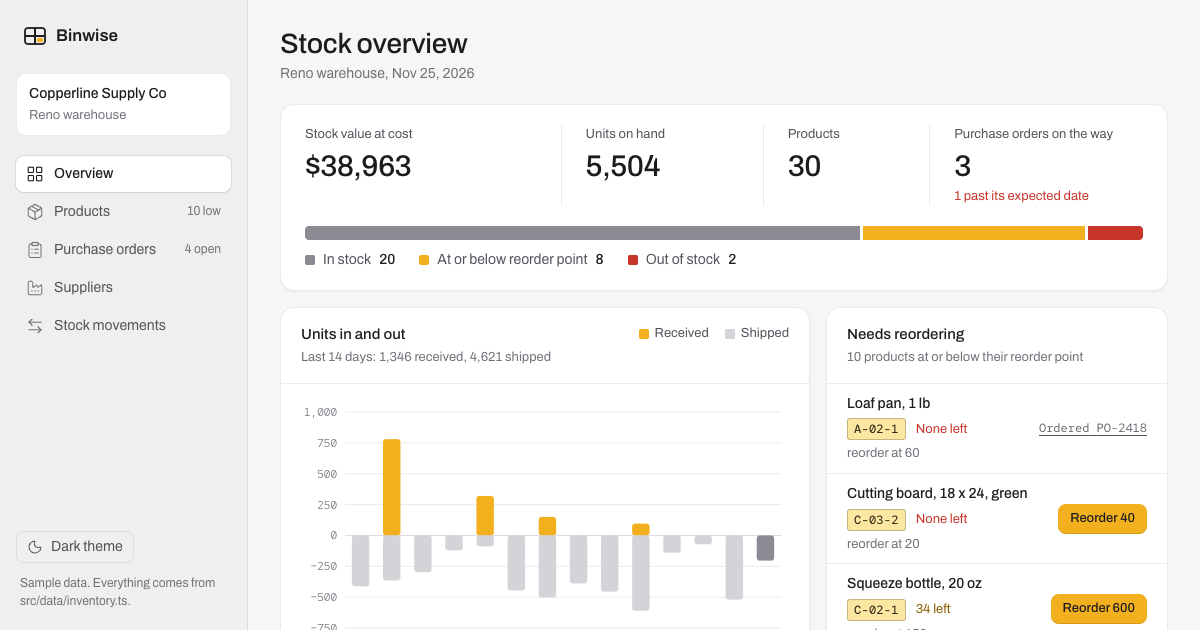 Binwise
Copperline Supply Co
Reno warehouse
Overview
Products 10 low
Purchase orders 4 open
Suppliers
Stock movements
Dark theme
Sample data. Everything comes from
src/data/inventory.ts.
Stock overview
Reno warehouse, Nov 25, 2026
Stock value at cost
$38,963
Units on hand
5,504
Products
30
Purchase orders on the way
3
1 past its expected date
In stock 20 At or below reorder point 8 Out of stock 2
Units in and out
Received Shipped
Last 14 days: 1,346 received, 4,621 shipped
1,000
750
500
250
0
−250
−500
−750
Needs reordering
10 products at or below their reorder point
Loaf pan, 1 lb
A-02-1 None left Ordered PO-2418
reorder at 60
Cutting board, 18 x 24, green
C-03-2 None left Reorder 40
reorder at 20
Squeeze bottle, 20 oz
C-02-1 34 left Reorder 600